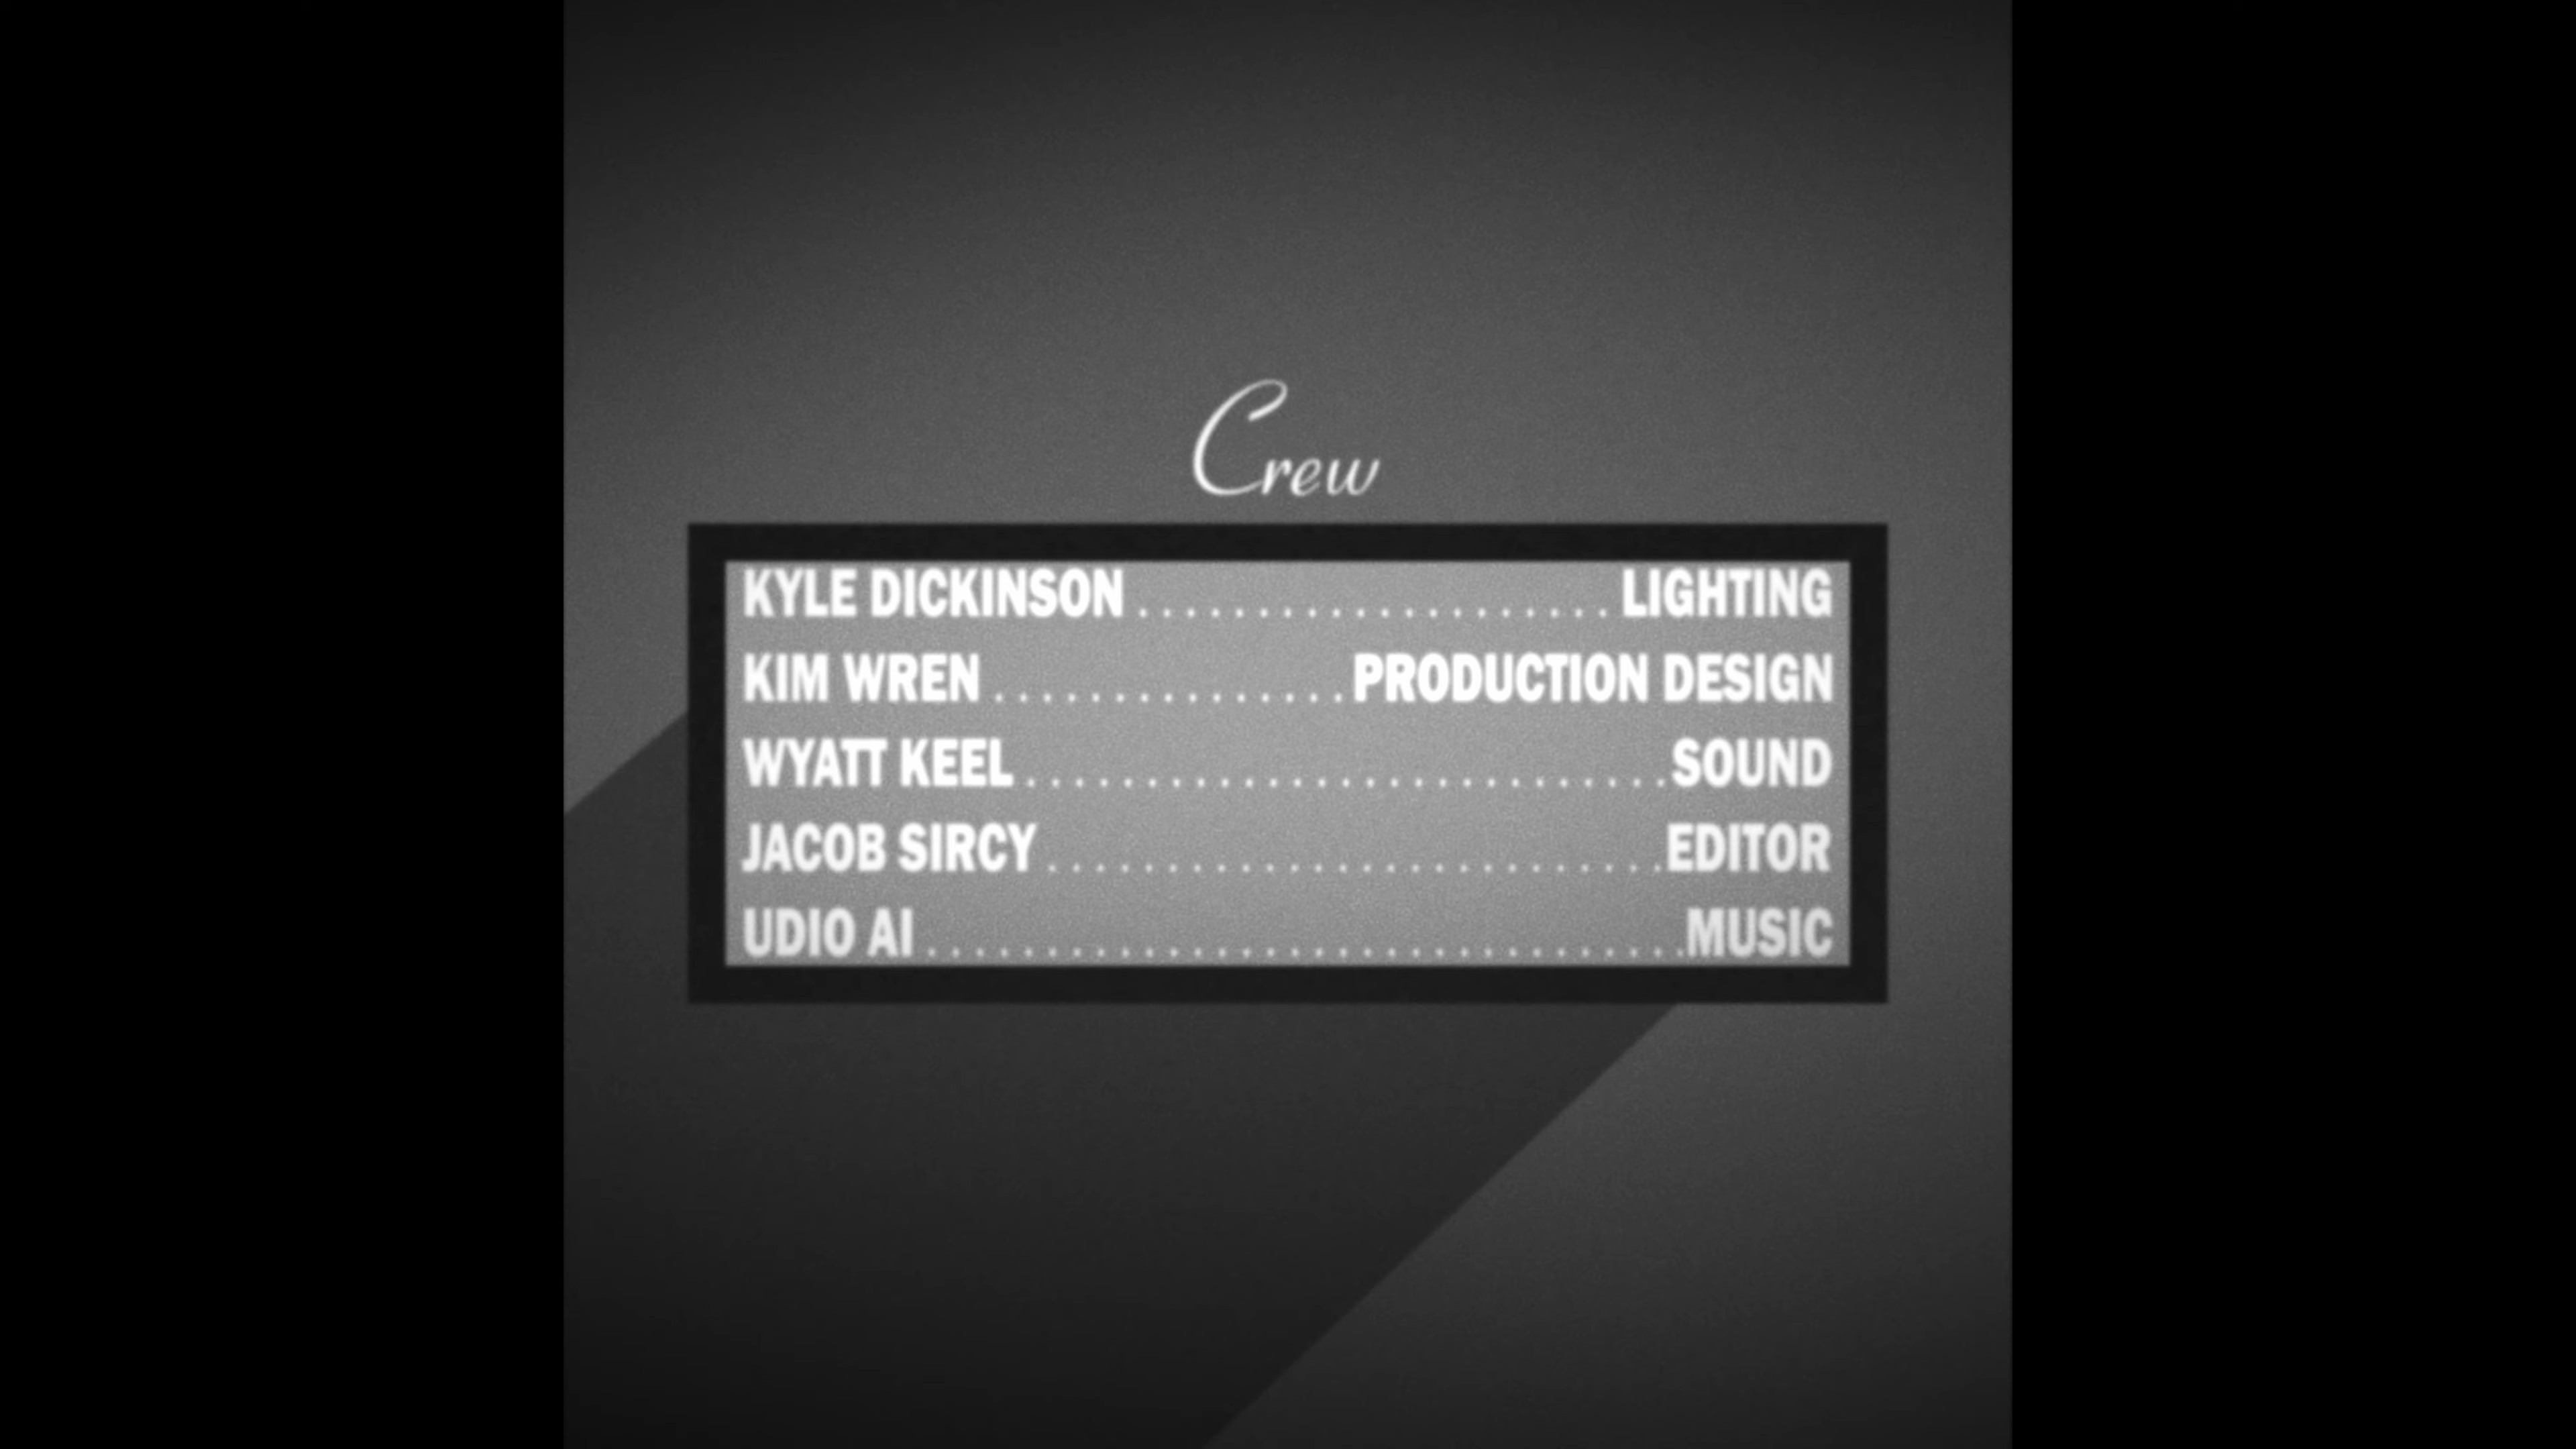 Crew
KYLE DICKINSON....................LIGHTING
KIM WREN...............PRODUCTION DESIGN
WYATT KEEL...........................SOUND
JACOB SIRCY..........................EDITOR
UDIO AI................................MUSIC